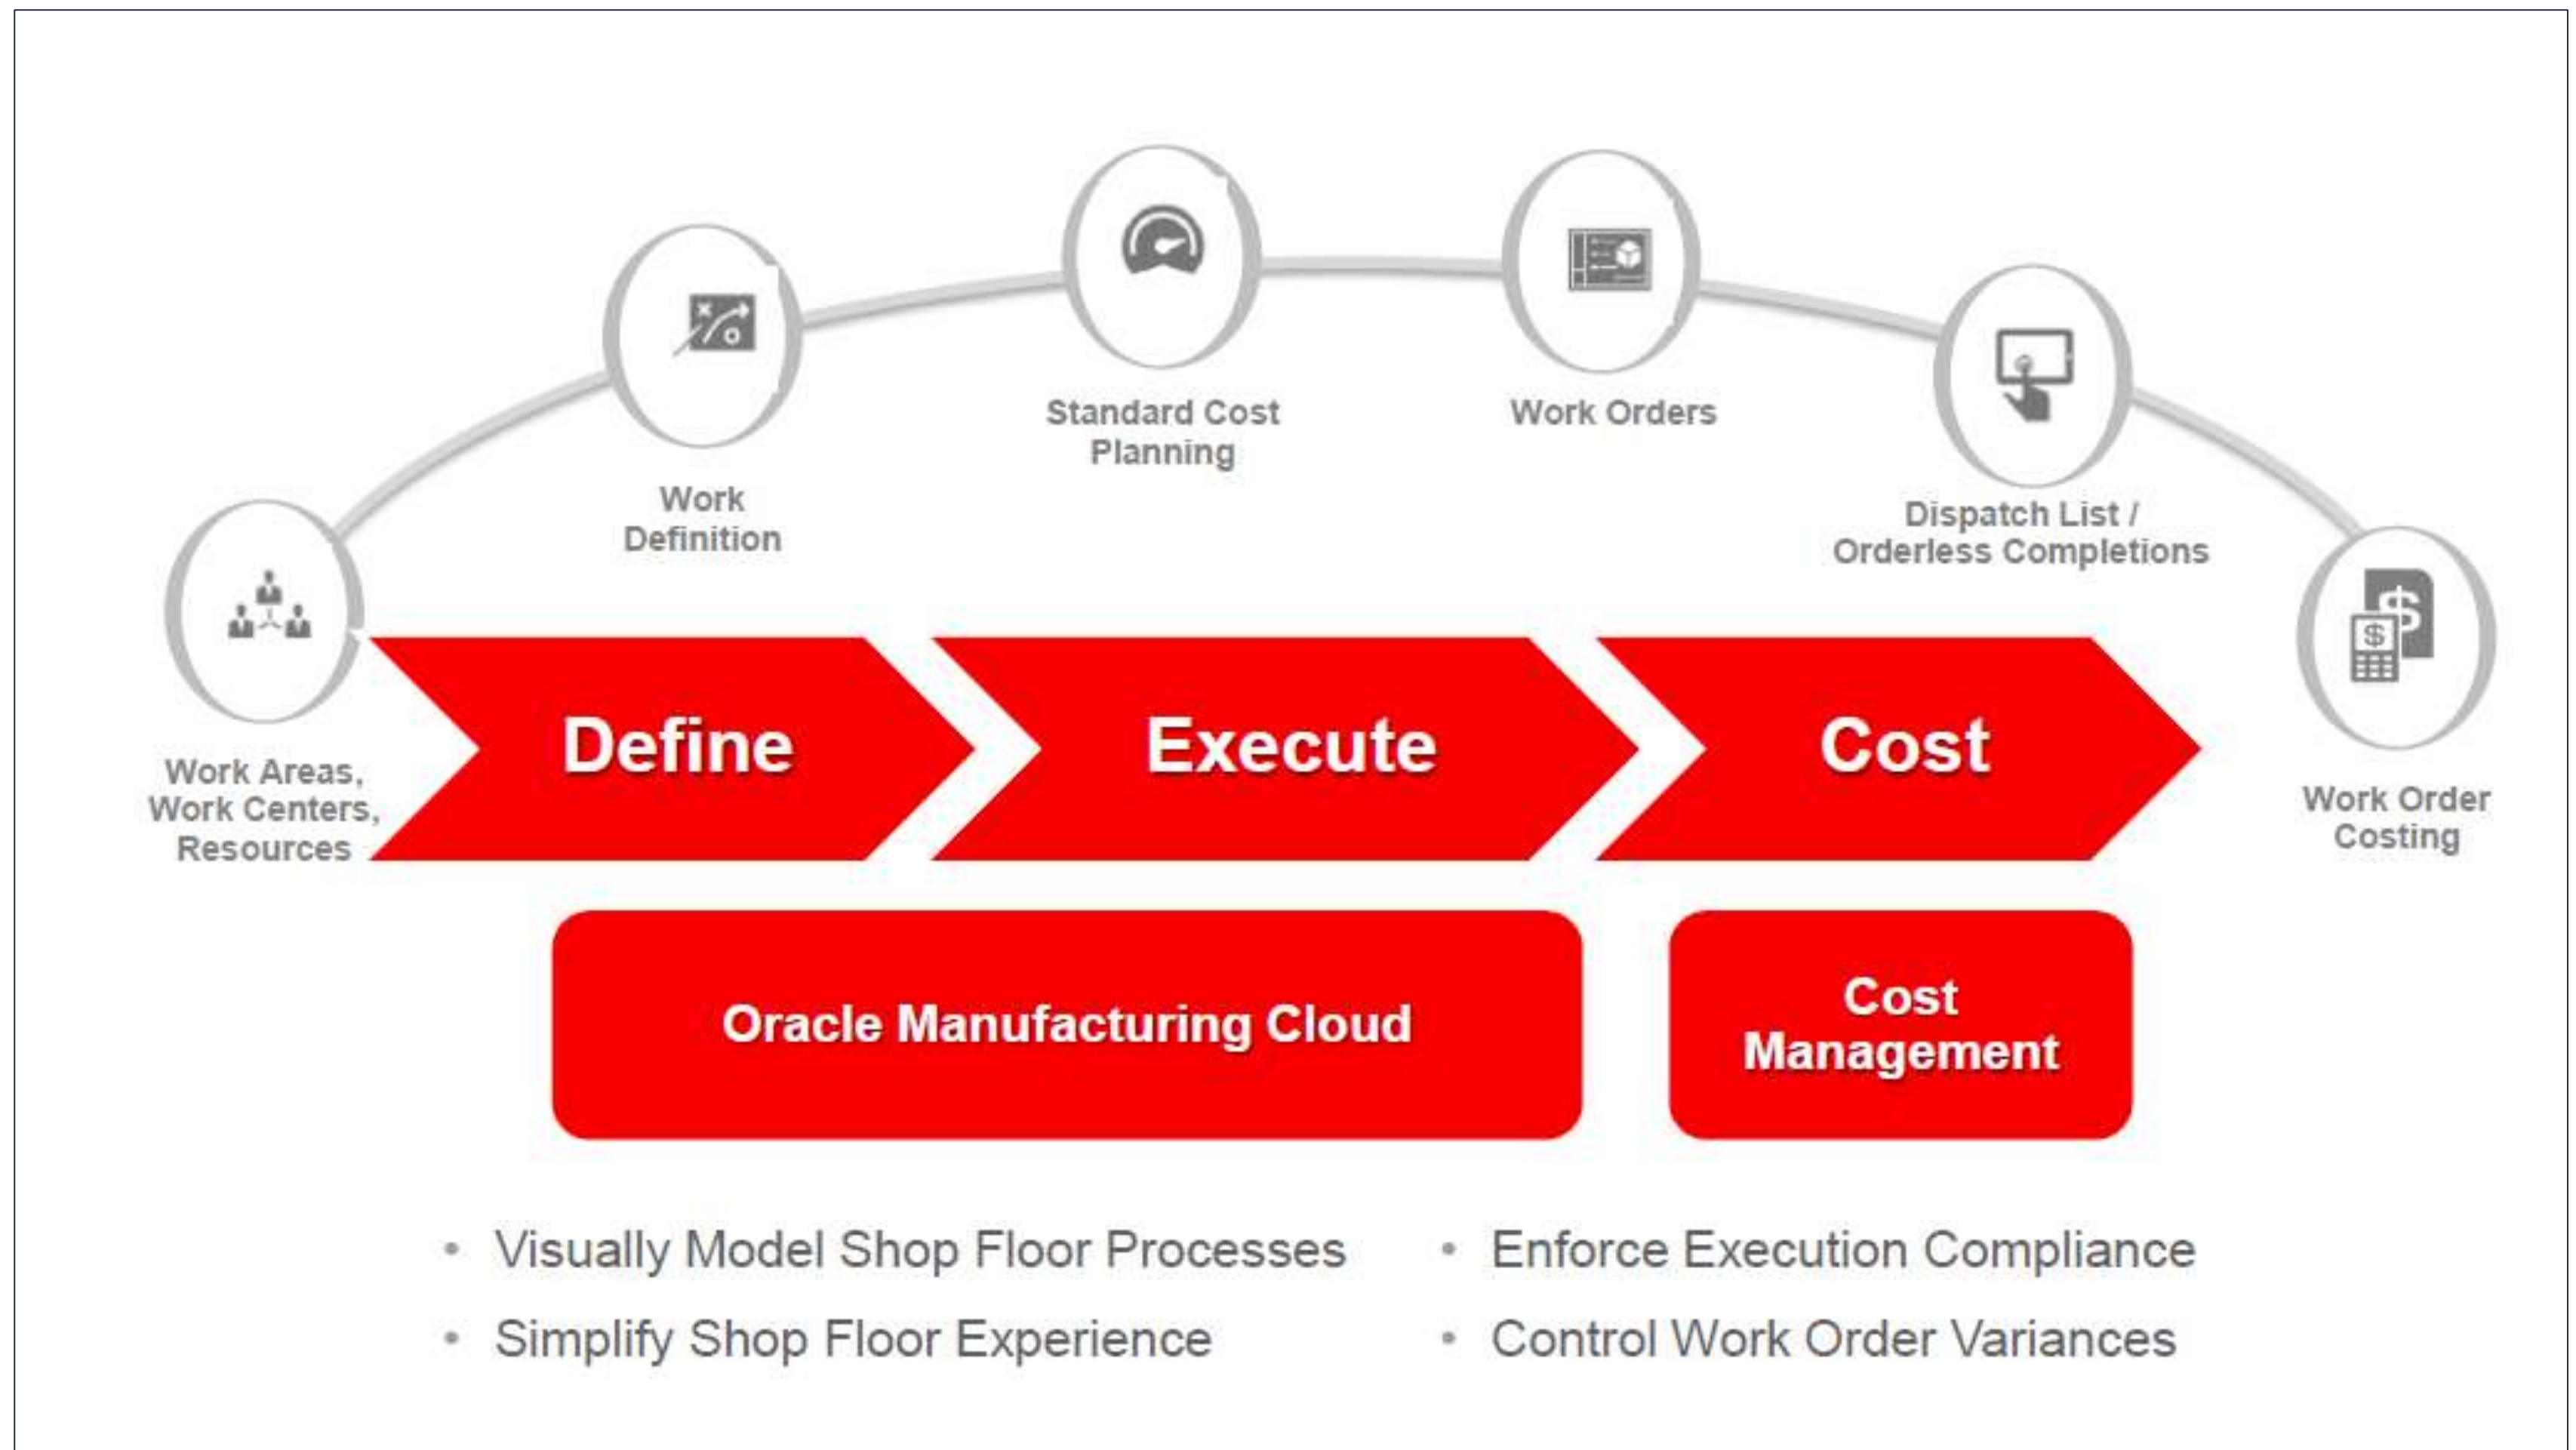 Standard Cost
Planning
Work Orders
Work
Definition
Dispatch List /
Orderless Completions
Work Areas,
Work Centers,
Resources
Define
Execute
Cost
Work Order
Costing
Oracle Manufacturing Cloud
Cost
Management
• Visually Model Shop Floor Processes
• Simplify Shop Floor Experience
• Enforce Execution Compliance
• Control Work Order Variances